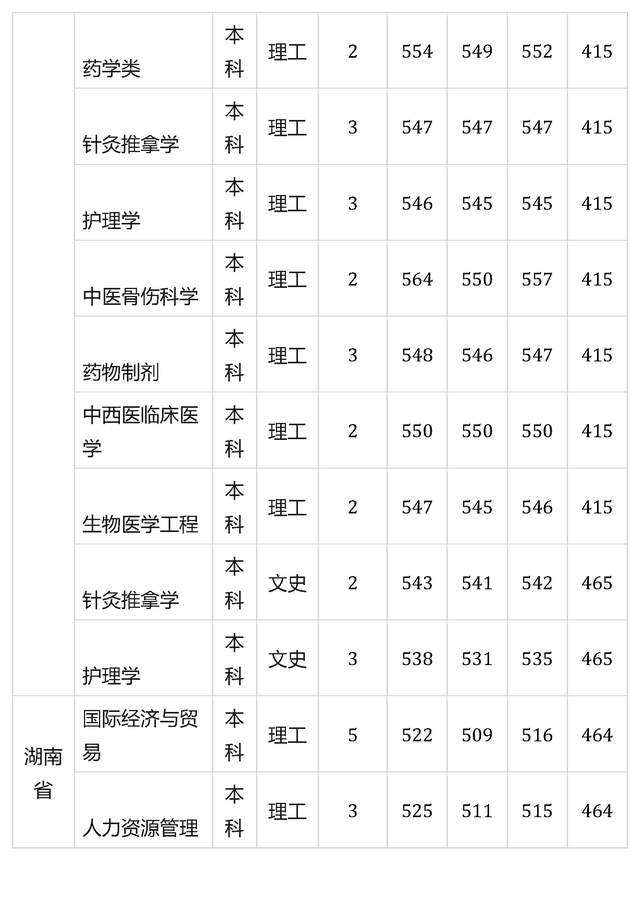 药学类 本科 理工 2 554 549 552 415
针灸推拿学 本科 理工 3 547 547 547 415
护理学 本科 理工 3 546 545 545 415
中医骨伤科学 本科 理工 2 564 550 557 415
药物制剂 本科 理工 3 548 546 547 415
中西医临床医学 本科 理工 2 550 550 550 415
生物医学工程 本科 理工 2 547 545 546 415
针灸推拿学 本科 文史 2 543 541 542 465
护理学 本科 文史 3 538 531 535 465
湖南省 国际经济与贸易 本科 理工 5 522 509 516 464
人力资源管理 本科 理工 3 525 511 515 464